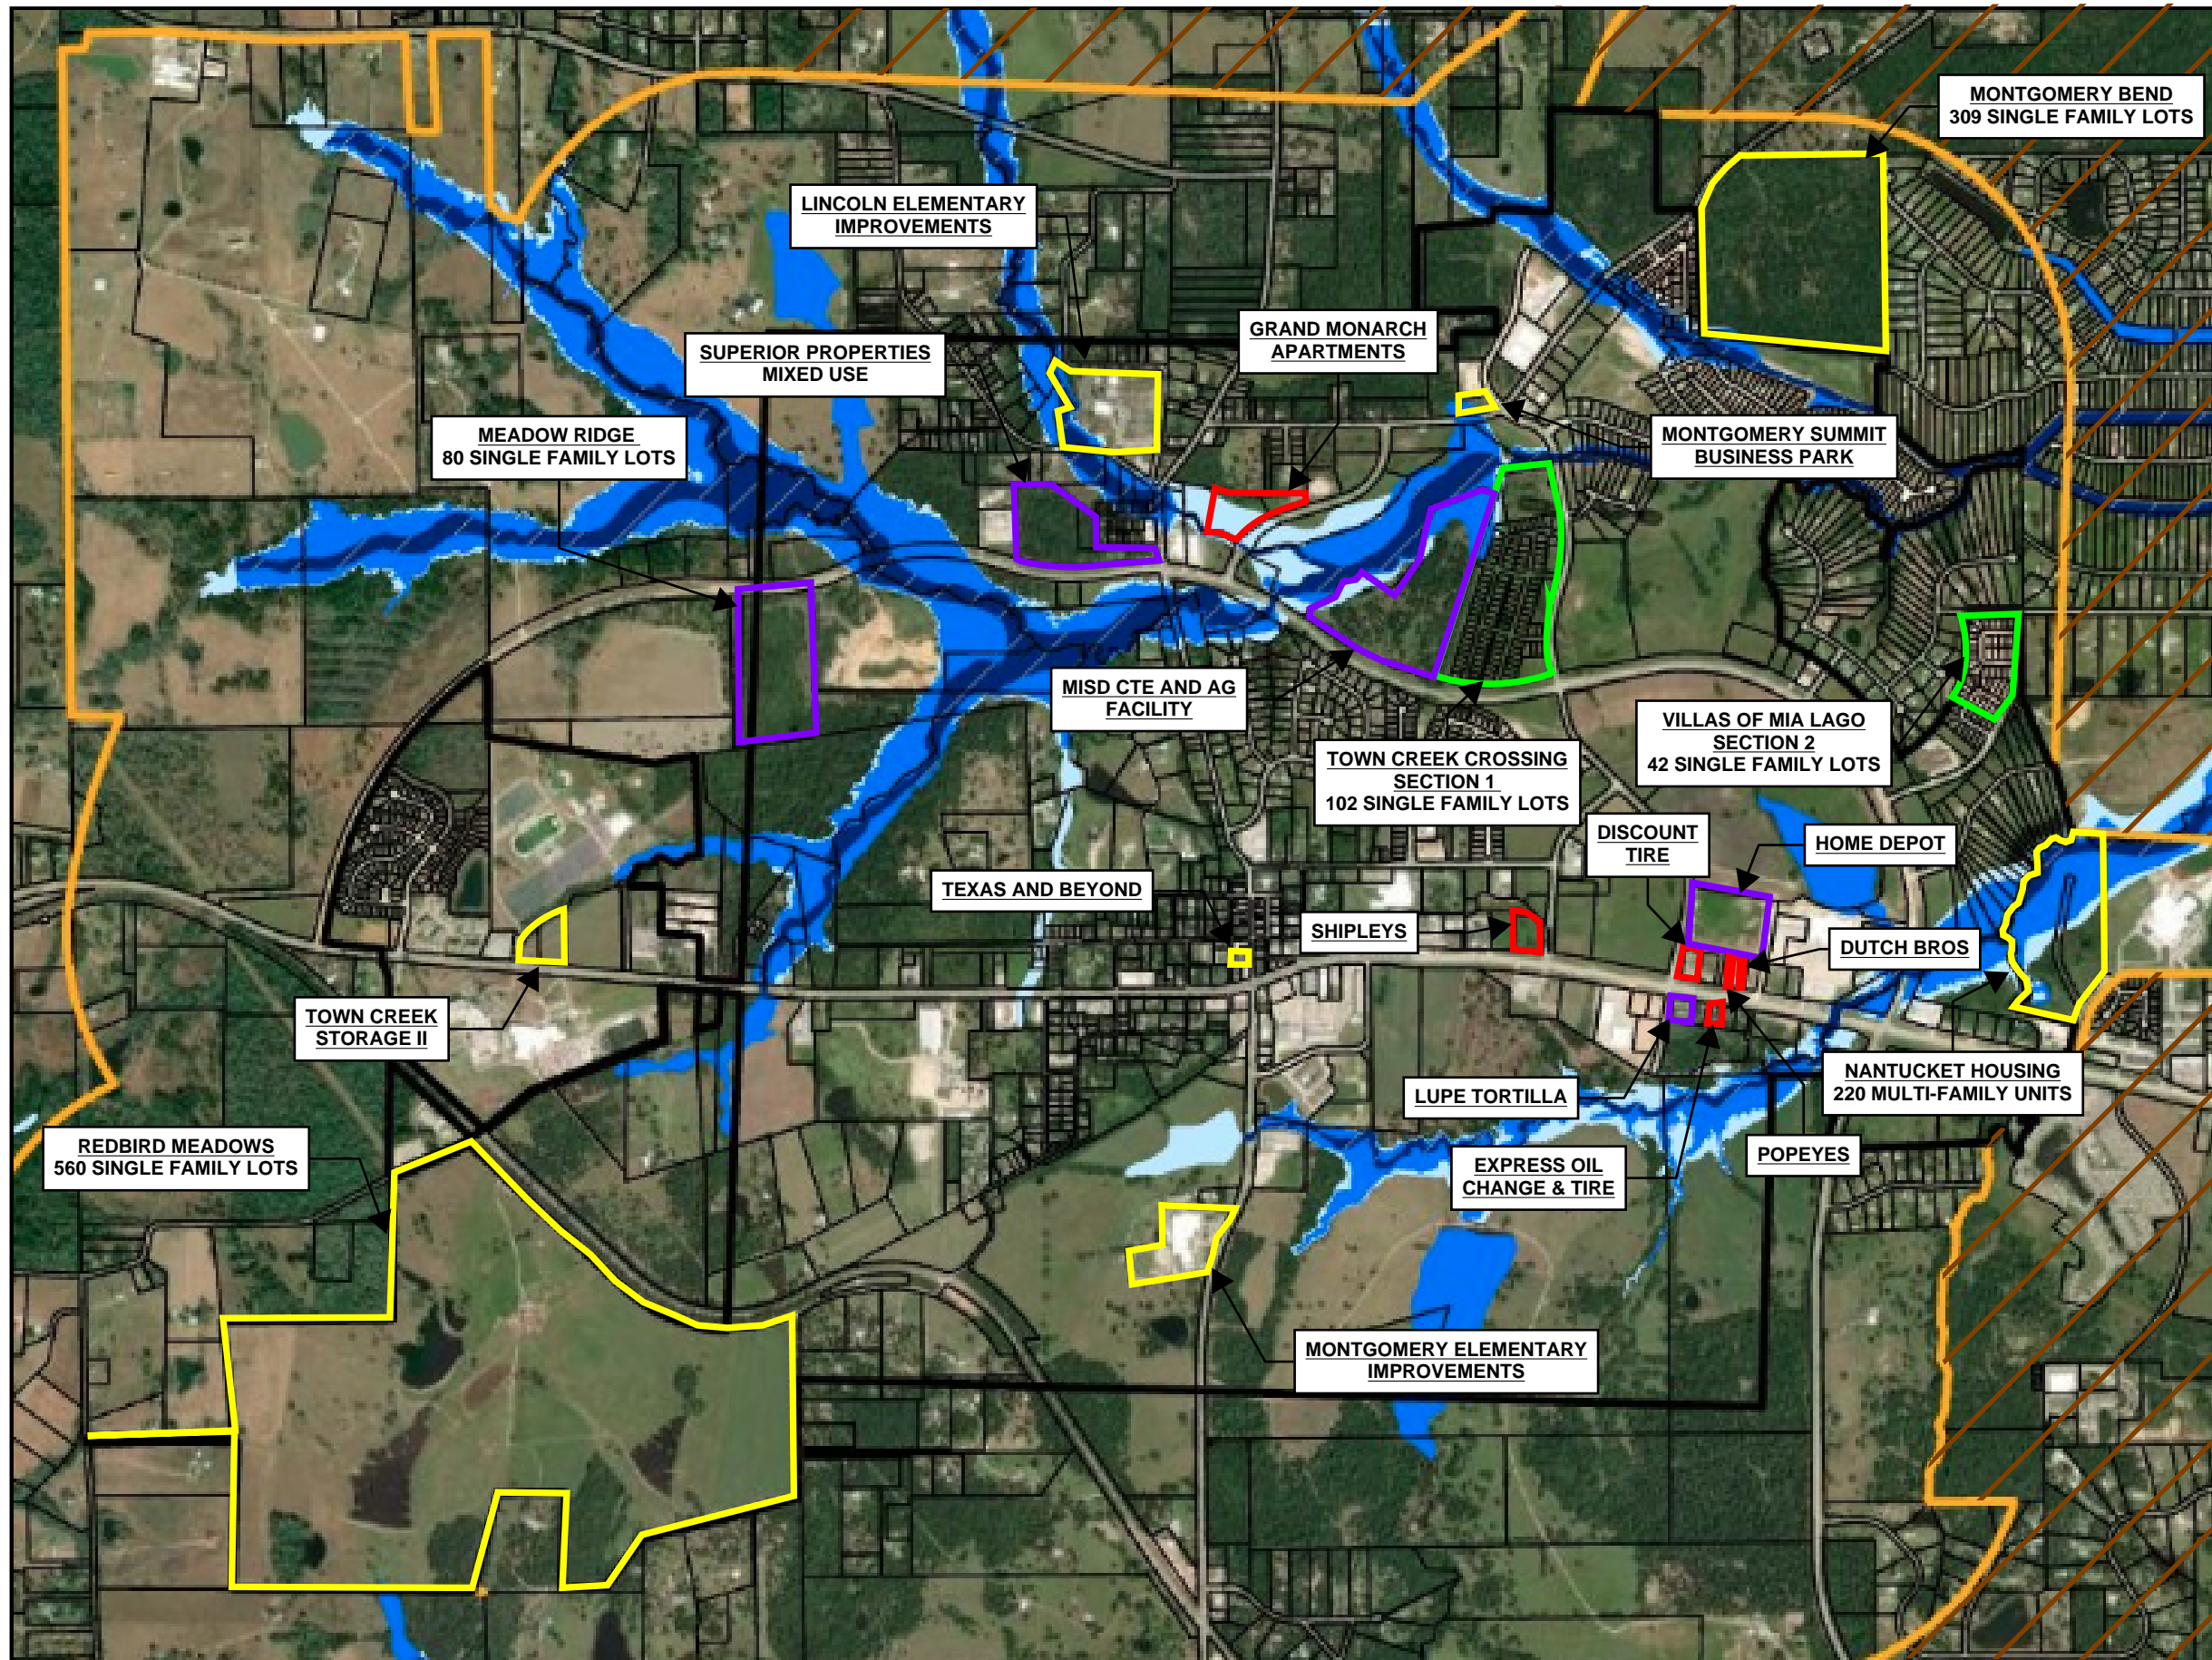 MONTGOMERY BEND
309 SINGLE FAMILY LOTS
LINCOLN ELEMENTARY
IMPROVEMENTS
GRAND MONARCH
APARTMENTS
SUPERIOR PROPERTIES
MIXED USE
MEADOW RIDGE
80 SINGLE FAMILY LOTS
MONTGOMERY SUMMIT
BUSINESS PARK
MISD CTE AND AG
FACILITY
VILLAS OF MIA LAGO
SECTION 2
42 SINGLE FAMILY LOTS
TOWN CREEK CROSSING
SECTION 1
102 SINGLE FAMILY LOTS
DISCOUNT
TIRE
HOME DEPOT
TEXAS AND BEYOND
SHIPLEYS
DUTCH BROS
TOWN CREEK
STORAGE II
LUPE TORTILLA
NANTUCKET HOUSING
220 MULTI-FAMILY UNITS
REDBIRD MEADOWS
560 SINGLE FAMILY LOTS
EXPRESS OIL
CHANGE & TIRE
POPEYES
MONTGOMERY ELEMENTARY
IMPROVEMENTS